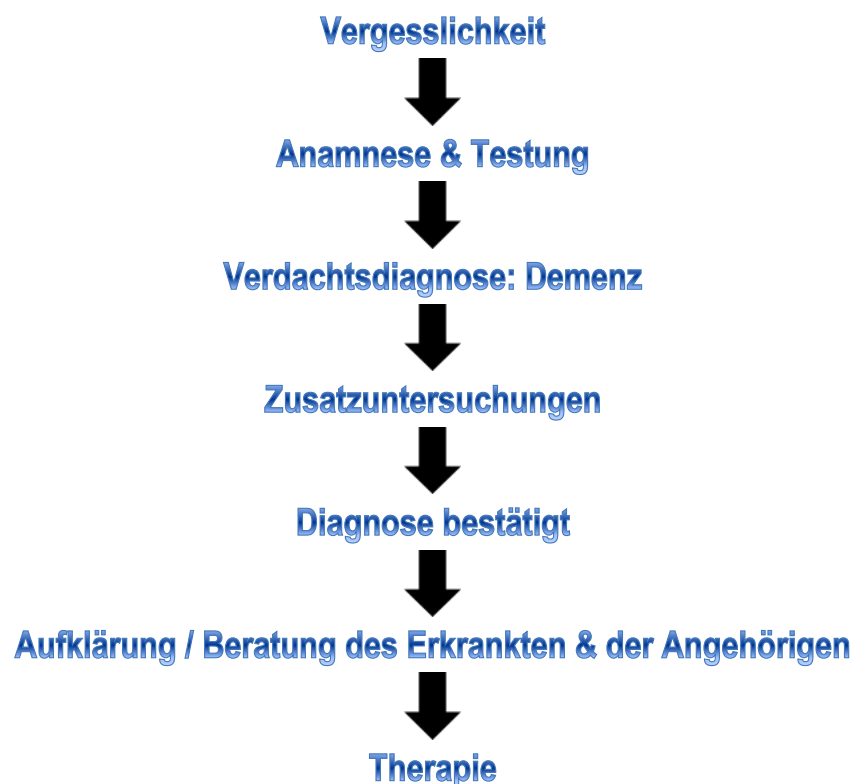 Vergesslichkeit
Anamnese & Testung
Verdachtsdiagnose: Demenz
Zusatzuntersuchungen
Diagnose bestätigt
Aufklärung / Beratung des Erkrankten & der Angehörigen
Therapie